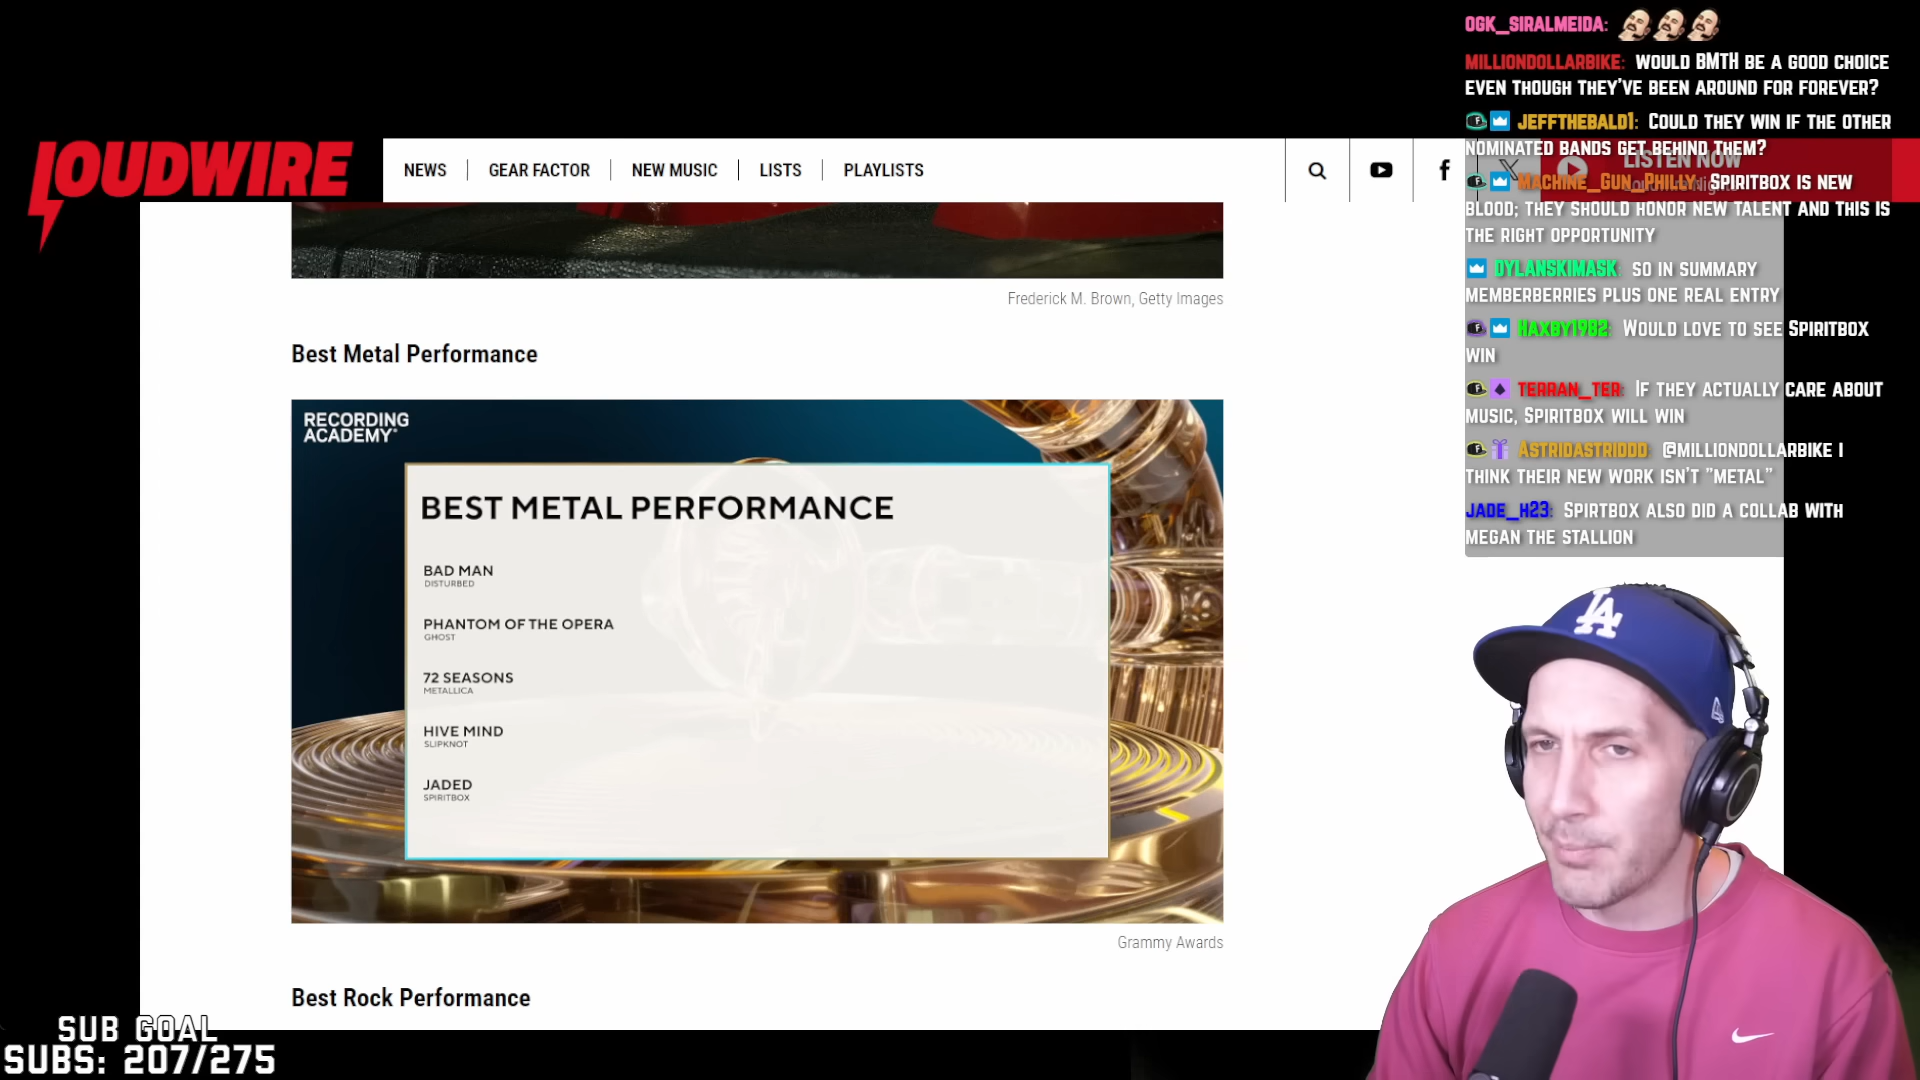 LOUDWIRE
NEWS
GEAR FACTOR
NEW MUSIC
LISTS
PLAYLISTS
LISTEN NOW
Frederick M. Brown, Getty Images
Best Metal Performance
RECORDING
ACADEMY
BEST METAL PERFORMANCE
BAD MAN
DISTURBED
PHANTOM OF THE OPERA
GHOST
72 SEASONS
METALLICA
HIVE MIND
SLIPKNOT
JADED
SPIRITBOX
Grammy Awards
Best Rock Performance
SUB GOAL
SUBS: 207/275
OGK_SIRALMEIDA:
MILLIONDOLLARBIKE: WOULD BMTH BE A GOOD CHOICE
EVEN THOUGH THEY'VE BEEN AROUND FOR FOREVER?
JEFFTHEBALD1: COULD THEY WIN IF THE OTHER
NOMINATED BANDS GET BEHIND THEM?
MACHINE_GUN_PHILLY: SPIRITBOX IS NEW
BLOOD; THEY SHOULD HONOR NEW TALENT AND THIS IS
THE RIGHT OPPORTUNITY
DYLANSKIMASK: SO IN SUMMARY
MEMBERBERRIES PLUS ONE REAL ENTRY
HAXBY1982: WOULD LOVE TO SEE SPIRITBOX
WIN
TERRAN_TER: IF THEY ACTUALLY CARE ABOUT
MUSIC, SPIRITBOX WILL WIN
ASTRIDASTRIDDD: @MILLIONDOLLARBIKE I
THINK THEIR NEW WORK ISN'T "METAL"
JADE_H23: SPIRTBOX ALSO DID A COLLAB WITH
MEGAN THE STALLION
LA